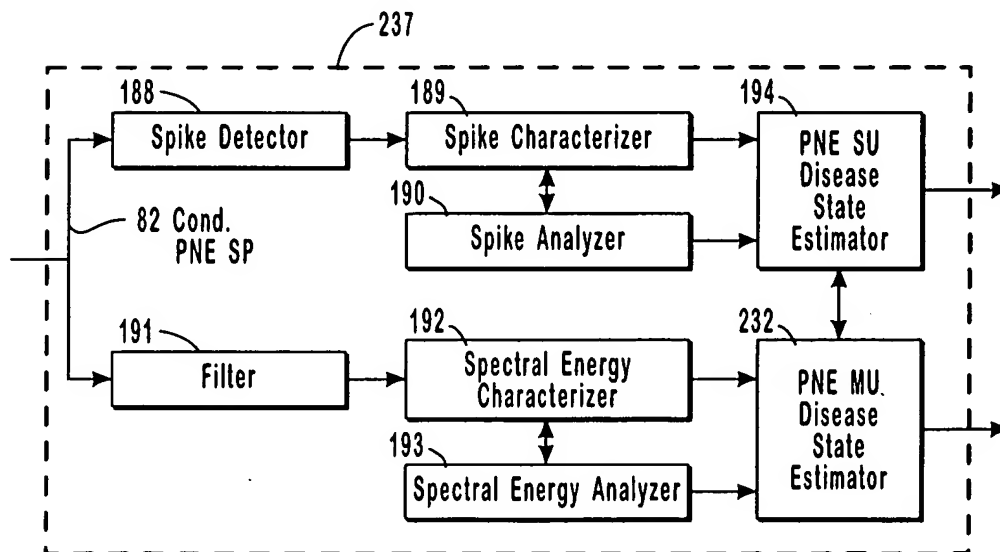 237
188
Spike Detector
189
Spike Characterizer
194
PNE SU
Disease
State
Estimator
82 Cond.
PNE SP
190
Spike Analyzer
191
Filter
192
Spectral Energy
Characterizer
232
PNE MU.
Disease
State
Estimator
193
Spectral Energy Analyzer